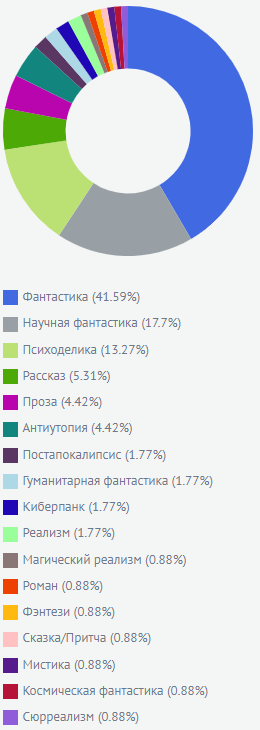 Фантастика (41.59%)
Научная фантастика (17.7%)
Психоделика (13.27%)
Рассказ (5.31%)
Проза (4.42%)
Антиутопия (4.42%)
Постапокалипсис (1.77%)
Гуманитарная фантастика (1.77%)
Киберпанк (1.77%)
Реализм (1.77%)
Магический реализм (0.88%)
Роман (0.88%)
Фэнтези (0.88%)
Сказка/Притча (0.88%)
Мистика (0.88%)
Космическая фантастика (0.88%)
Сюрреализм (0.88%)